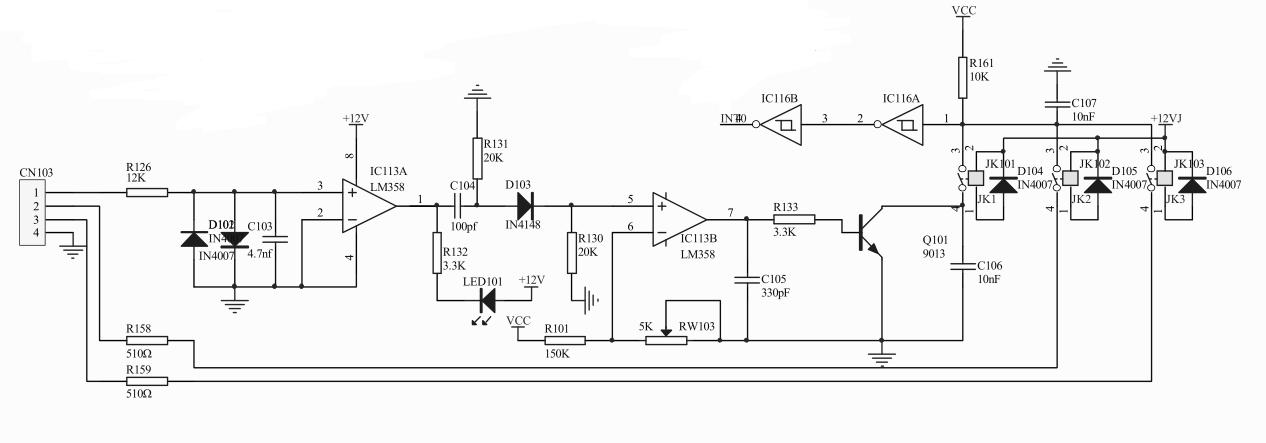 VCC
R161
10K
IC116B
IC116A
C107
10nF
3
2
1
+12VJ
+12V
8
R131
20K
IC113A
LM358
CN103
1
2
3
4
R126
12K
3
2
1
4
C104
100pf
D103
IN4148
D102
IN4007
C103
4.7nf
R132
3.3K
LED101
+12V
R130
20K
5
6
7
IC113B
LM358
R133
3.3K
C105
330pF
Q101
9013
C106
10nF
3
2
JK101
D104
IN4007
4
1
JK1
3
2
JK102
D105
IN4007
4
1
JK2
3
2
JK103
D106
IN4007
4
1
JK3
VCC
R101
150K
5K
RW103
R158
510Ω
R159
510Ω